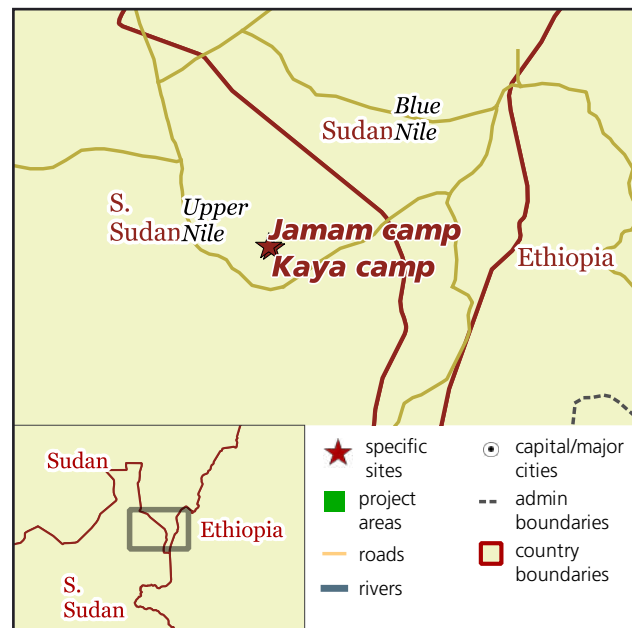 Blue
Sudan Nile
S. Upper
Sudan Nile
Jamam camp
Kaya camp
Ethiopia
Sudan
Ethiopia
S.
Sudan
specific
sites
project
areas
roads
rivers
capital/major
cities
admin
boundaries
country
boundaries